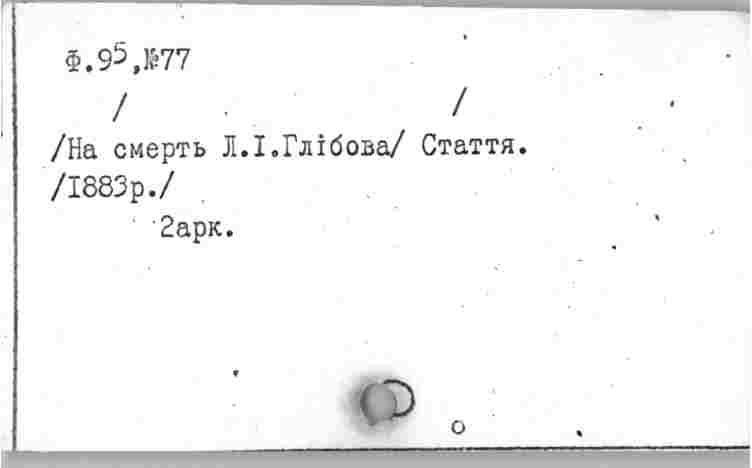 Ф.95,№77
/ /
/На смерть Л.І.Глібова/ Стаття.
/І883р./
2арк.